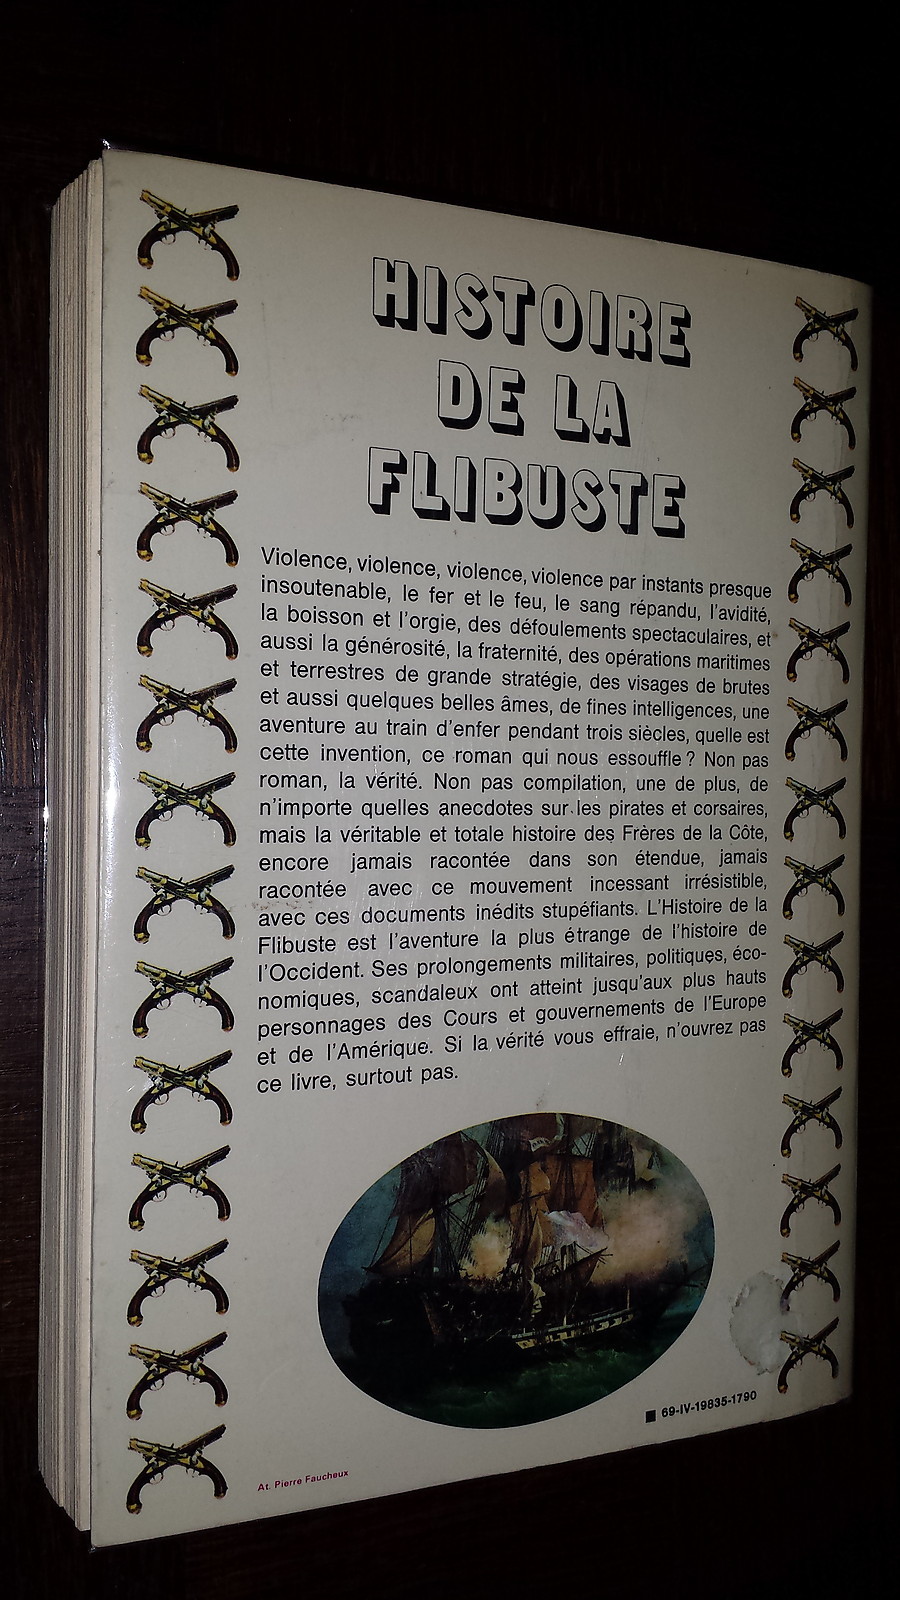 HISTOIRE
DE LA
FLIBUSTE
Violence, violence, violence, violence par instants presque
insoutenable, le fer et le feu, le sang répandu, l'avidité,
la boisson et l'orgie, des défoulements spectaculaires, et
aussi la générosité, la fraternité, des opérations maritimes
et terrestres de grande stratégie, des visages de brutes
et aussi quelques belles âmes, de fines intelligences, une
aventure au train d'enfer pendant trois siècles, quelle est
cette invention, ce roman qui nous essouffle ? Non pas
roman, la vérité. Non pas compilation, une de plus, de
n'importe quelles anecdotes sur les pirates et corsaires,
mais la véritable et totale histoire des Frères de la Côte,
encore jamais racontée dans son étendue, jamais
racontée avec ce mouvement incessant irrésistible,
avec ces documents inédits stupéfiants. L'Histoire de la
Flibuste est l'aventure la plus étrange de l'histoire de
l'Occident. Ses prolongements militaires, politiques, éco-
nomiques, scandaleux ont atteint jusqu'aux plus hauts
personnages des Cours et gouvernements de l'Europe
et de l'Amérique. Si la vérité vous effraie, n'ouvrez pas
ce livre, surtout pas.
69-IV-19835-1790
At. Pierre Faucheux